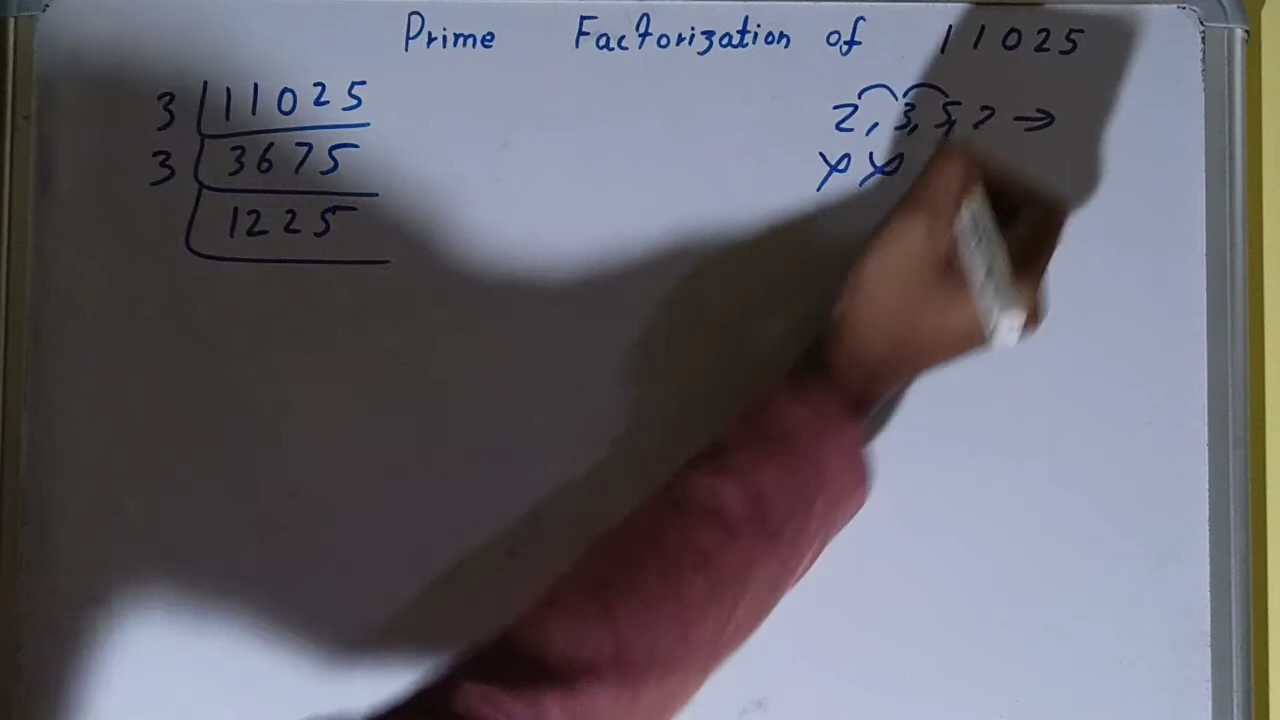 Prime Factorization of 11025
3 | 11025
3 | 3675
1225
2, 3, 5, 7 →
x x